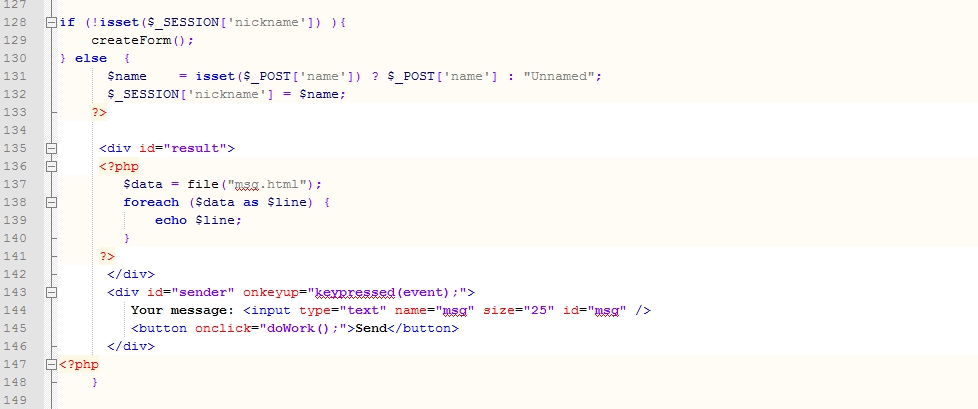 127
128 if (!isset($_SESSION['nickname']) ){
129 createForm();
130 } else {
131 $name = isset($_POST['name']) ? $_POST['name'] : "Unnamed";
132 $_SESSION['nickname'] = $name;
133 ?>
134
135 <div id="result">
136 <?php
137 $data = file("msg.html");
138 foreach ($data as $line) {
139 echo $line;
140 }
141 ?>
142 </div>
143 <div id="sender" onkeyup="keypressed(event);">
144 Your message: <input type="text" name="msg" size="25" id="msg" />
145 <button onclick="doWork();">Send</button>
146 </div>
147 <?php
148 }
149